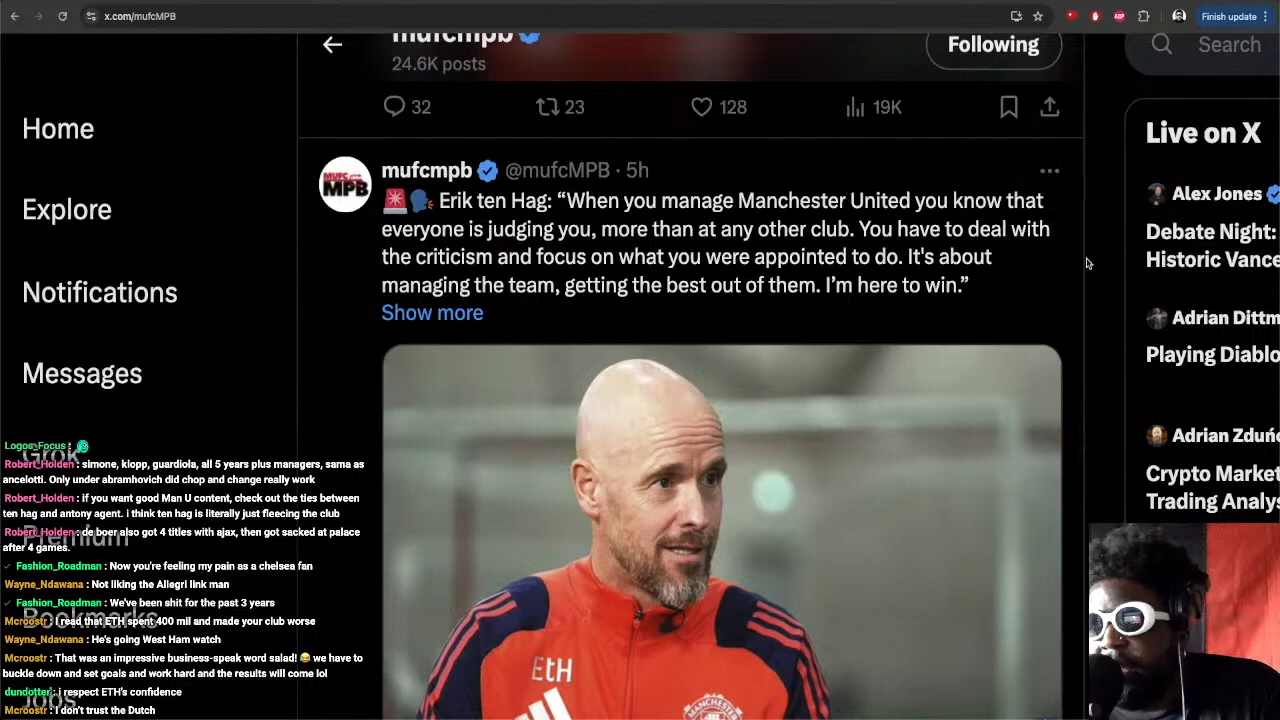 x.com/mufcMPB
Finish update
mufcmpb
24.6K posts
Following
Search
32
23
128
19K
Home
Explore
Notifications
Messages
Grok
Premium
Bookmarks
Jobs
MUFC
MPB
mufcmpb @mufcMPB · 5h
Erik ten Hag: “When you manage Manchester United you know that
everyone is judging you, more than at any other club. You have to deal with
the criticism and focus on what you were appointed to do. It's about
managing the team, getting the best out of them. I’m here to win.”
Show more
EtH
MANCHESTER
Live on X
Alex Jones
Debate Night:
Historic Vance
Adrian Dittm
Playing Diablo
Adrian Zduńc
Crypto Market
Trading Analys
Logos_Focus :
Robert_Holden : simone, klopp, guardiola, all 5 years plus managers, sama as
ancelotti. Only under abramhovich did chop and change really work
Robert_Holden : if you want good Man U content, check out the ties between
ten hag and antony agent. i think ten hag is literally just fleecing the club
Robert_Holden : de boer also got 4 titles with ajax, then got sacked at palace
after 4 games.
Fashion_Roadman : Now you're feeling my pain as a chelsea fan
Wayne_Ndawana : Not liking the Allegri link man
Fashion_Roadman : We've been shit for the past 3 years
Mcroostr : I read that ETH spent 400 mil and made your club worse
Wayne_Ndawana : He's going West Ham watch
Mcroostr : That was an impressive business-speak word salad! 😂 we have to
buckle down and set goals and work hard and the results will come lol
dundotter : i respect ETH's confidence
Mcroostr : I don't trust the Dutch